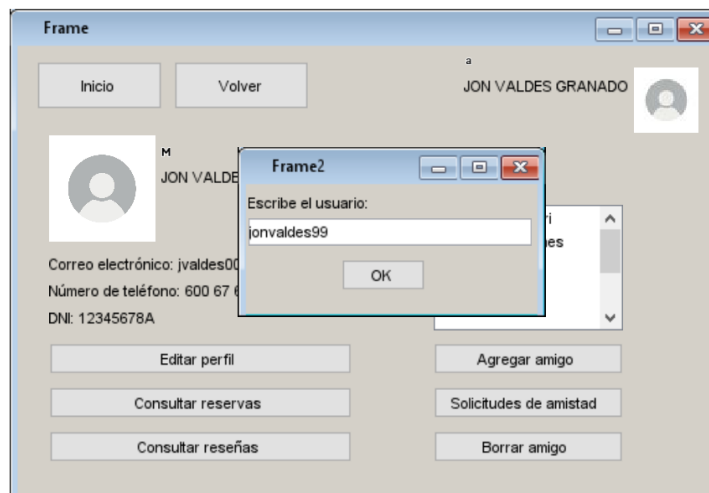 Frame
Inicio
Volver
a
JON VALDES GRANADO
M
JON VALDE
Frame2
Escribe el usuario:
jonvaldes99
OK
ri
nes
Correo electrónico: jvaldes00
Número de teléfono: 600 67 6
DNI: 12345678A
Editar perfil
Agregar amigo
Consultar reservas
Solicitudes de amistad
Consultar reseñas
Borrar amigo